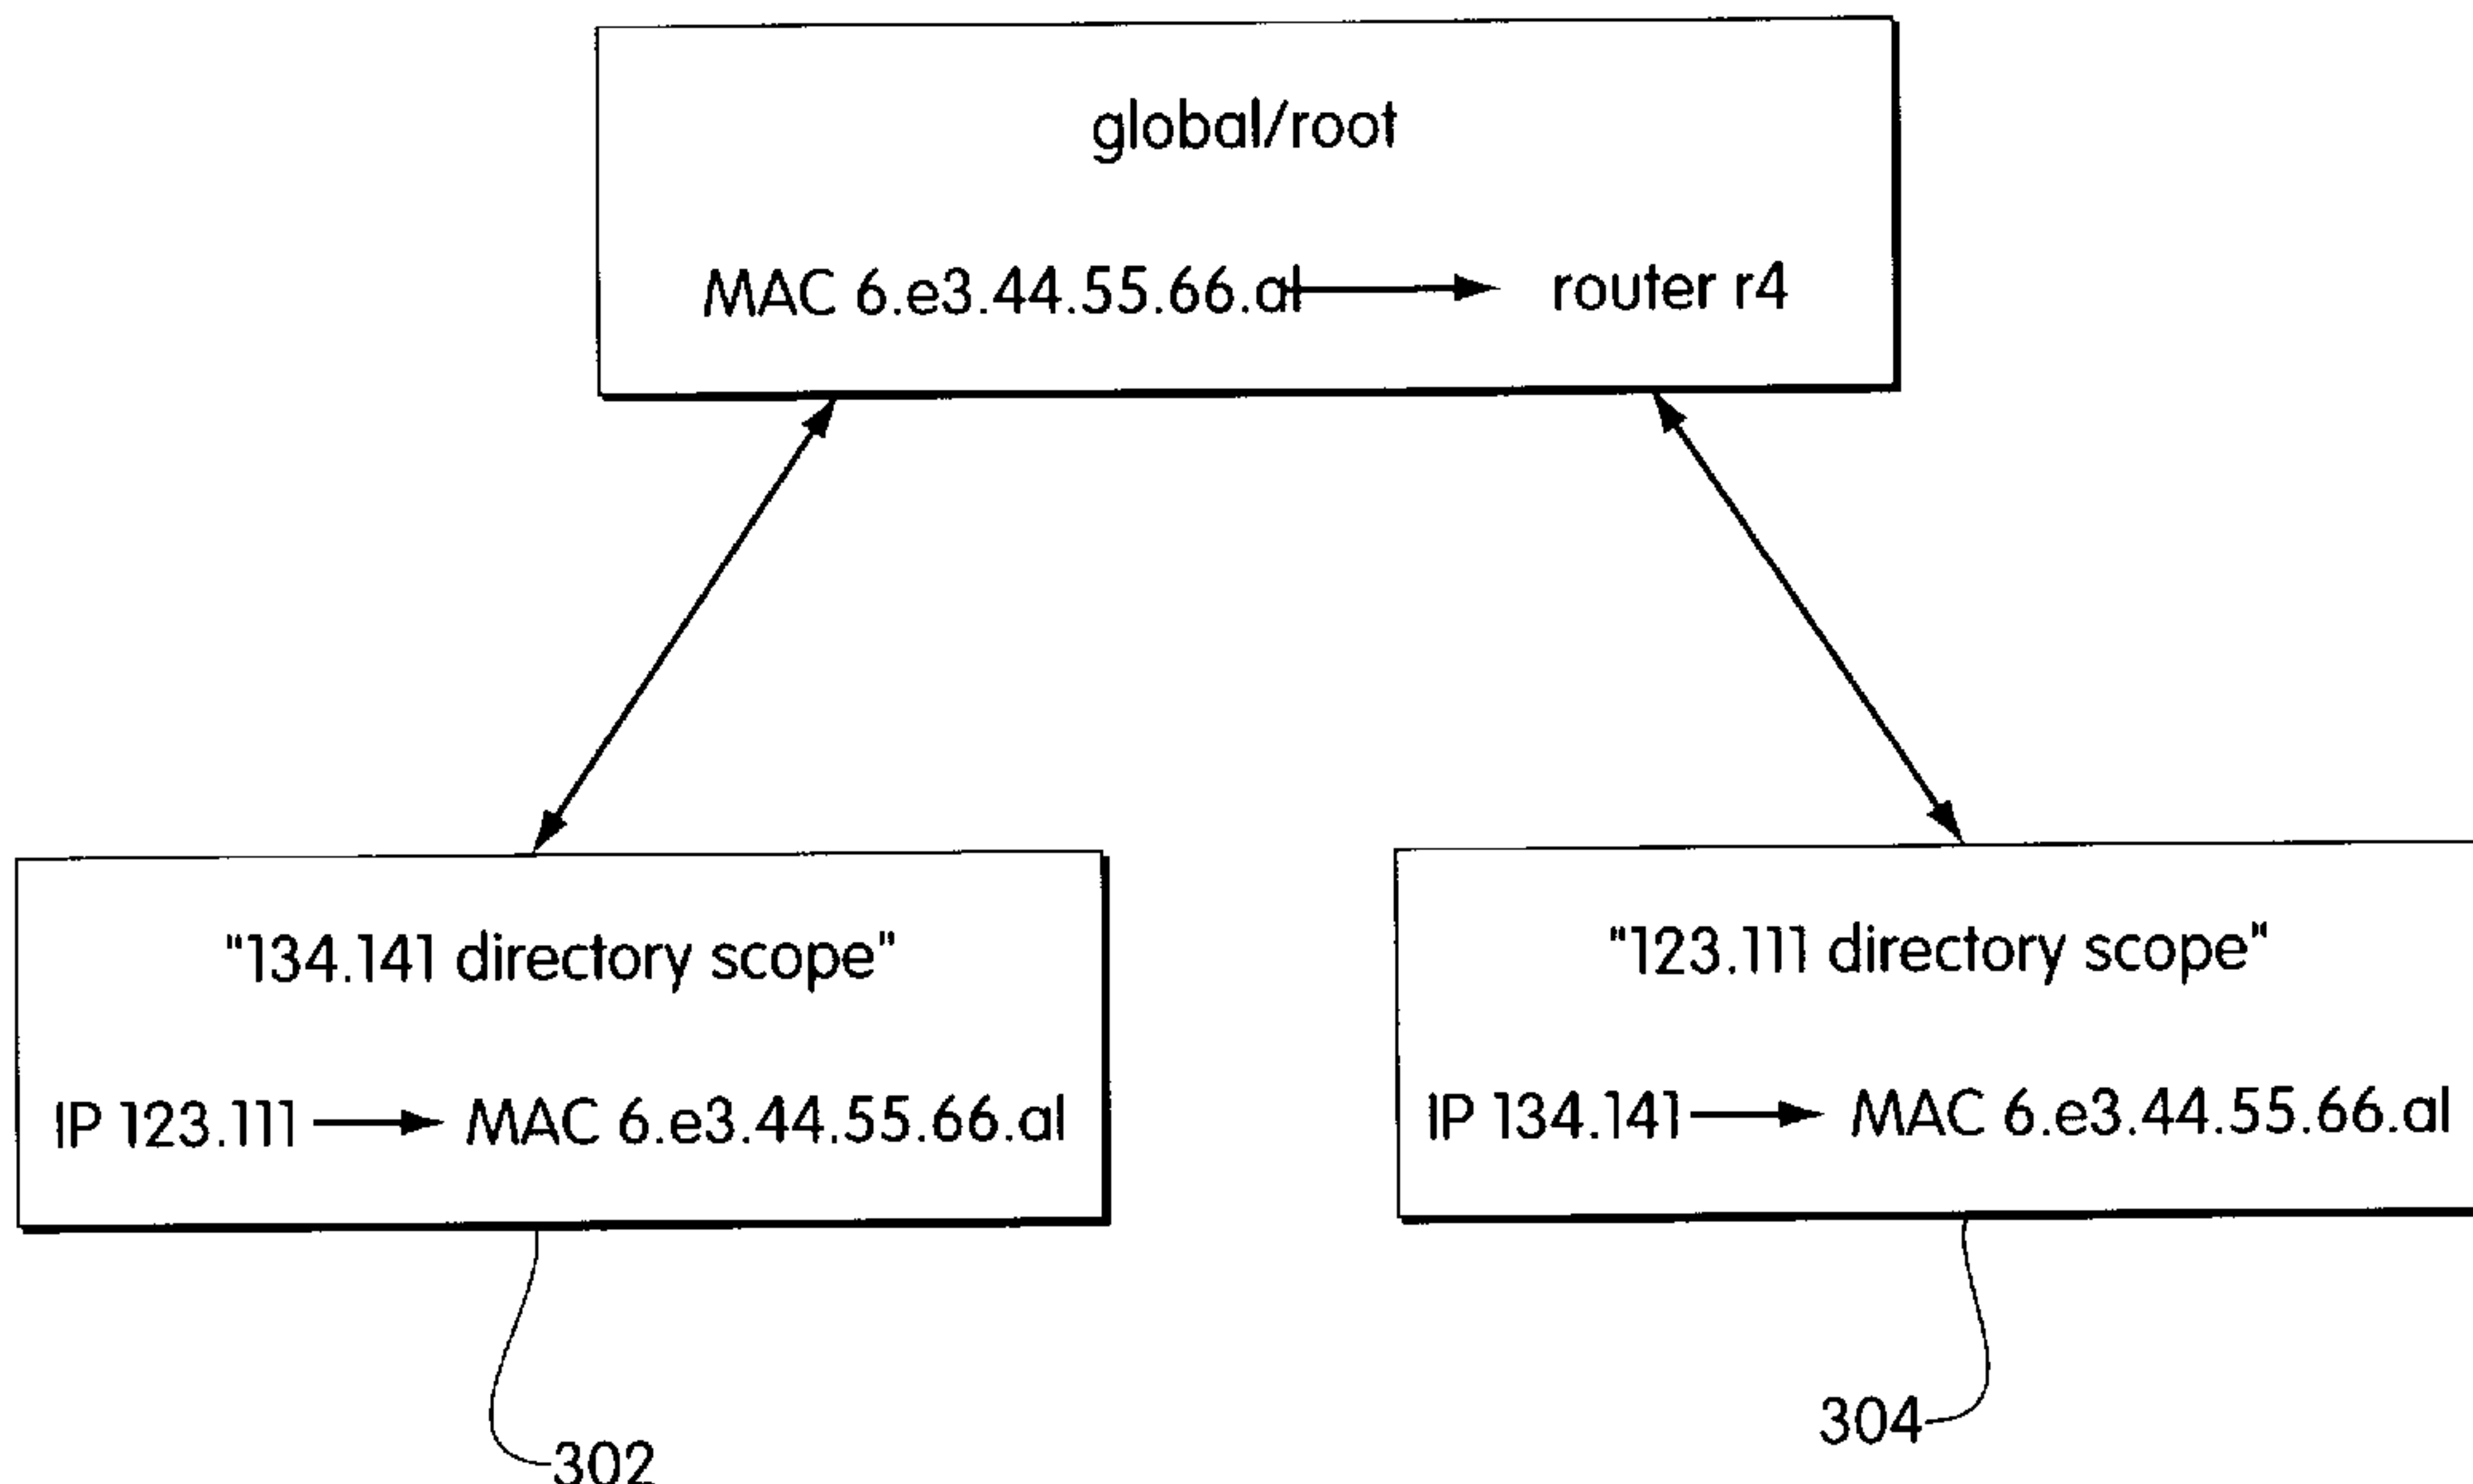 global/root
MAC 6.e3.44.55.66.al → router r4
"134.141 directory scope"
IP 123.111 → MAC 6.e3.44.55.66.al
"123.111 directory scope"
IP 134.141 → MAC 6.e3.44.55.66.al
304
302